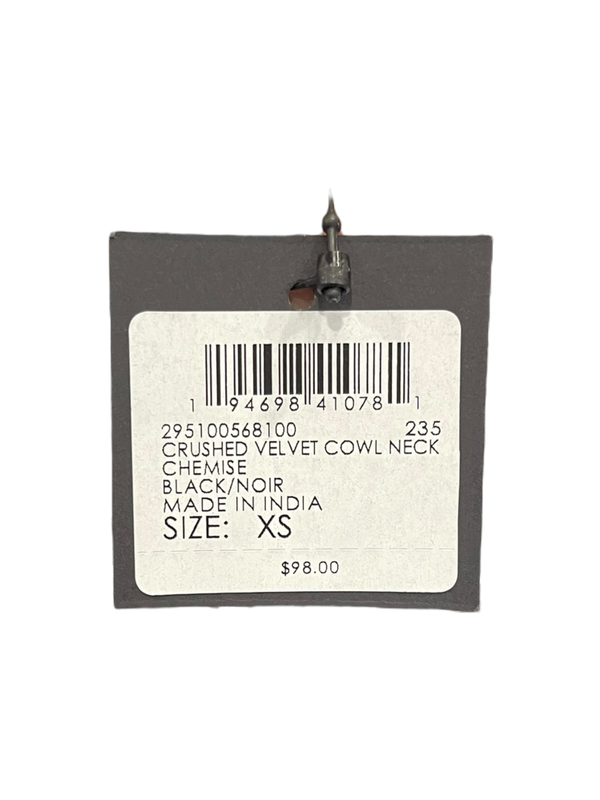 1 94698 41078 1
295100568100 235
CRUSHED VELVET COWL NECK
CHEMISE
BLACK/NOIR
MADE IN INDIA
SIZE: XS
$98.00